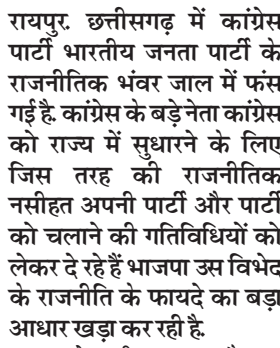 रायपुर. छत्तीसगढ़ में कांग्रेस
पार्टी भारतीय जनता पार्टी के
राजनीतिक भंवर जाल में फंस
गई है. कांग्रेस के बड़े नेता कांग्रेस
को राज्य में सुधारने के लिए
जिस तरह की राजनीतिक
नसीहत अपनी पार्टी और पार्टी
को चलाने की गतिविधियों को
लेकर दे रहे हैं भाजपा उस विभेद
के राजनीति के फायदे का बड़ा
आधार खड़ा कर रही है.